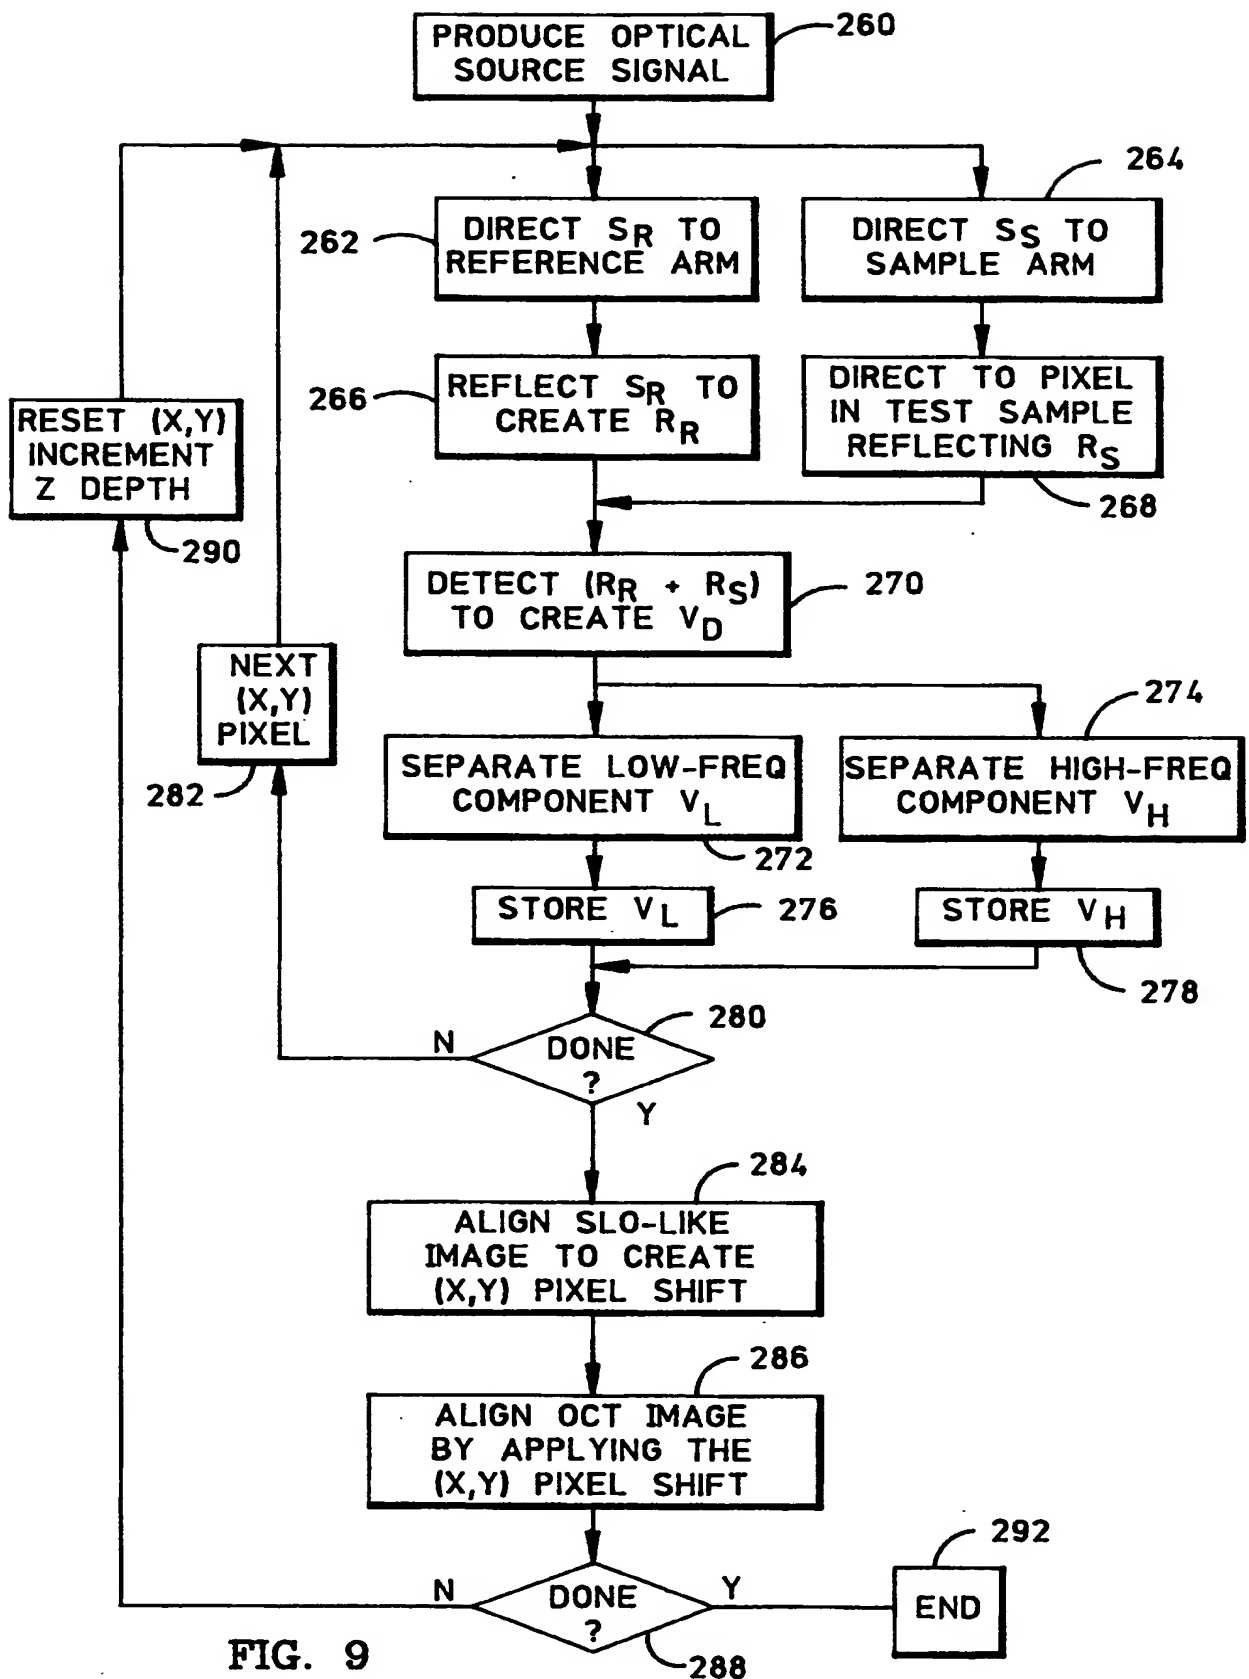 PRODUCE OPTICAL
SOURCE SIGNAL
260
262
DIRECT SR TO
REFERENCE ARM
264
DIRECT SS TO
SAMPLE ARM
266
REFLECT SR TO
CREATE RR
DIRECT TO PIXEL
IN TEST SAMPLE
REFLECTING RS
268
RESET (X,Y)
INCREMENT
Z DEPTH
290
DETECT (RR + RS)
TO CREATE VD
270
NEXT
(X,Y)
PIXEL
282
SEPARATE LOW-FREQ
COMPONENT VL
272
274
SEPARATE HIGH-FREQ
COMPONENT VH
STORE VL
276
STORE VH
278
280
N
DONE
?
Y
284
ALIGN SLO-LIKE
IMAGE TO CREATE
(X,Y) PIXEL SHIFT
286
ALIGN OCT IMAGE
BY APPLYING THE
(X,Y) PIXEL SHIFT
N
DONE
?
Y
288
292
END
FIG. 9